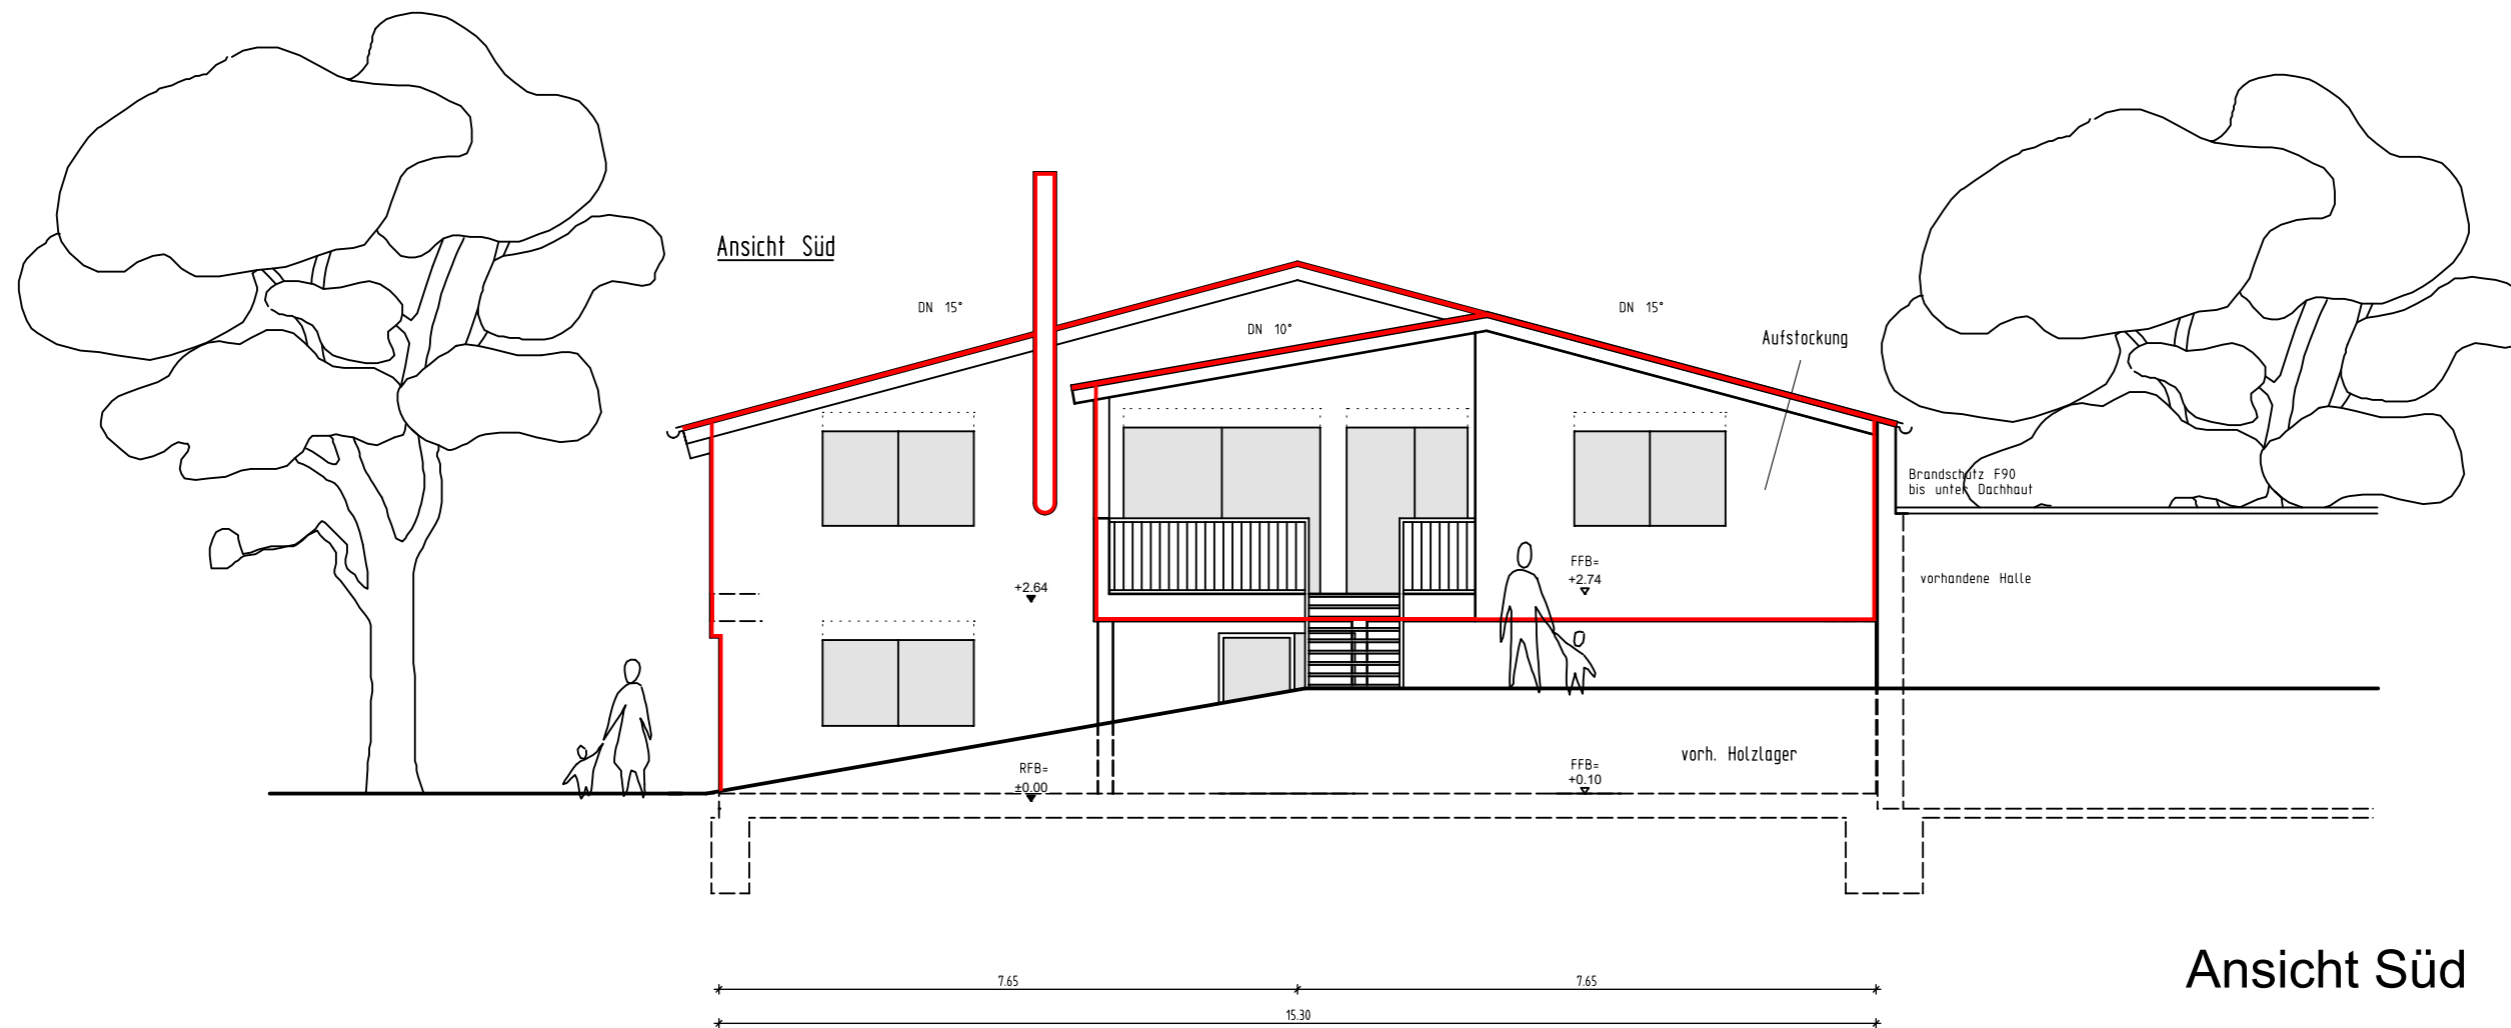 Ansicht Süd
DN 15°
DN 15°
DN 10°
Aufstockung
Brandschutz F90
bis unter Dachhaut
FFB=
+2.74
+2.64
vorhandene Halle
vorh. Holzlager
RFB=
±0.00
FFB=
+0.10
Ansicht Süd
7.65
7.65
15.30